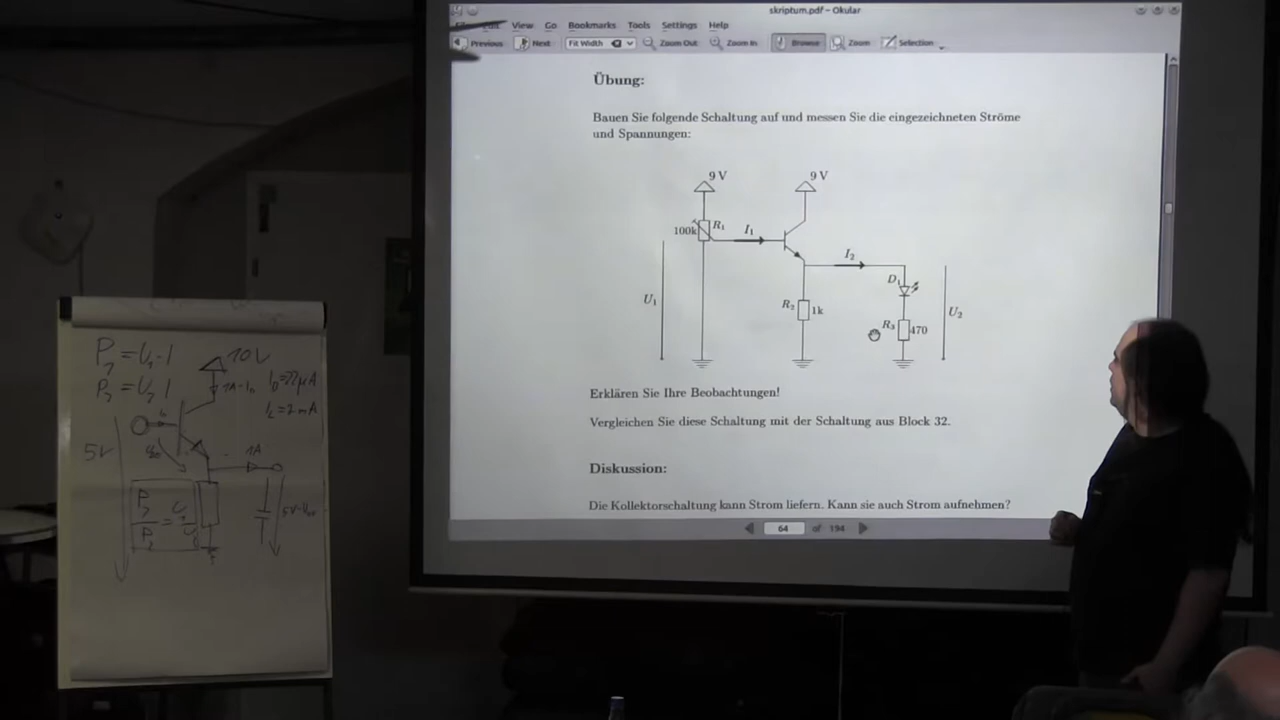 skriptum.pdf – Okular
View Go Bookmarks Tools Settings Help
Previous Next Fit Width Zoom Out Zoom In Browse Zoom Selection
Übung:
Bauen Sie folgende Schaltung auf und messen Sie die eingezeichneten Ströme
und Spannungen:
9 V 9 V
100k R₁ I₁
I₂
D₁
U₁ R₂ 1k U₂
R₃ 470
Erklären Sie Ihre Beobachtungen!
Vergleichen Sie diese Schaltung mit der Schaltung aus Block 32.
Diskussion:
Die Kollektorschaltung kann Strom liefern. Kann sie auch Strom aufnehmen?
64 of 194
10V
5V
1A